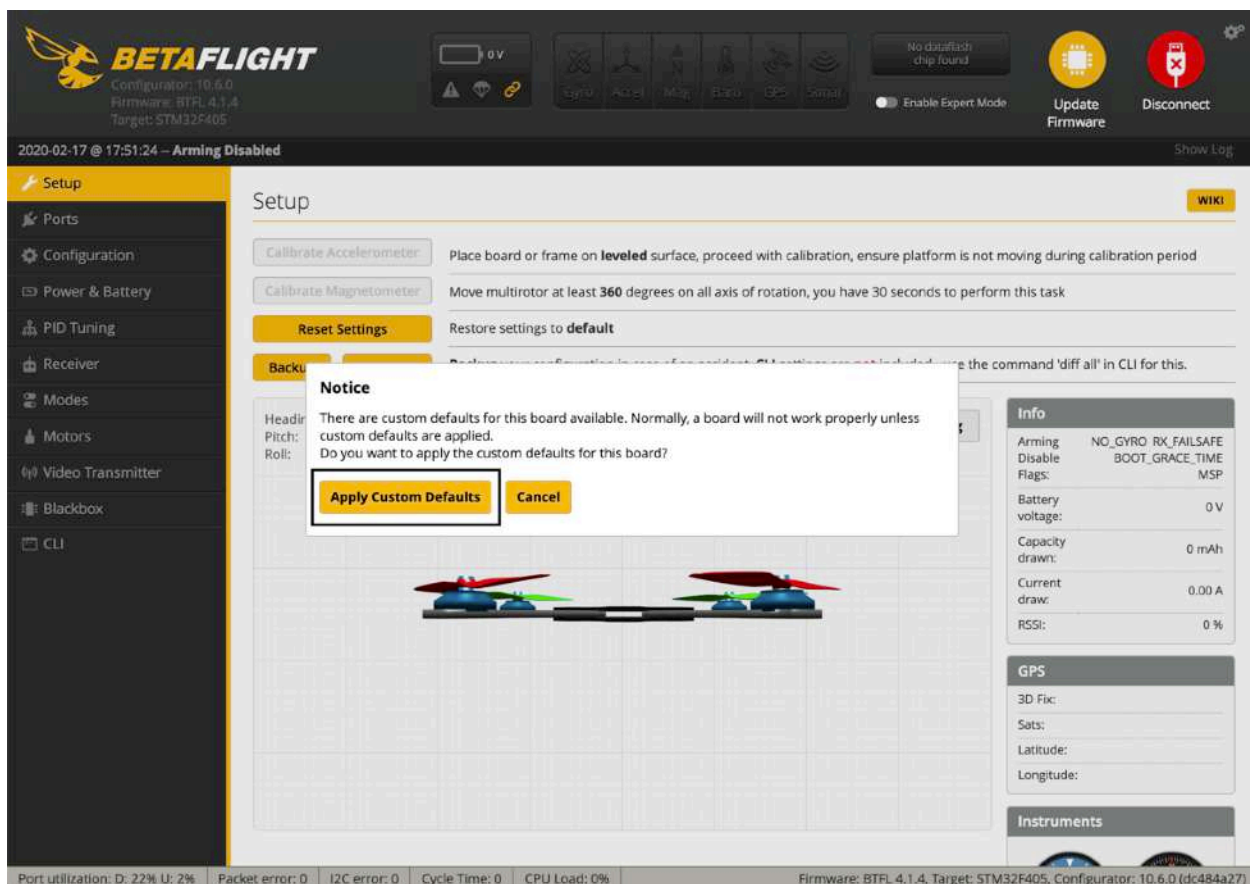 BETAFLIGHT
Configurator: 10.6.0
Firmware: BTFL 4.1.4
Target: STM32F405
0 V
Gyro Accel Mag Baro GPS Sonar
No dataflash
chip found
Enable Expert Mode
Update
Firmware
Disconnect
2020-02-17 @ 17:51:24 -- Arming Disabled
Show Log
Setup
Ports
Configuration
Power & Battery
PID Tuning
Receiver
Modes
Motors
Video Transmitter
Blackbox
CLI
Setup
WIKI
Calibrate Accelerometer
Place board or frame on leveled surface, proceed with calibration, ensure platform is not moving during calibration period
Calibrate Magnetometer
Move multirotor at least 360 degrees on all axis of rotation, you have 30 seconds to perform this task
Reset Settings
Restore settings to default
Backu
e the command 'diff all' in CLI for this.
Headin
Pitch:
Roll:
Notice
There are custom defaults for this board available. Normally, a board will not work properly unless
custom defaults are applied.
Do you want to apply the custom defaults for this board?
Apply Custom Defaults
Cancel
Info
Arming Disable Flags: NO_GYRO RX_FAILSAFE BOOT_GRACE_TIME MSP
Battery voltage: 0 V
Capacity drawn: 0 mAh
Current draw: 0.00 A
RSSI: 0 %
GPS
3D Fix:
Sats:
Latitude:
Longitude:
Instruments
Port utilization: D: 22% U: 2% Packet error: 0 I2C error: 0 Cycle Time: 0 CPU Load: 0% Firmware: BTFL 4.1.4, Target: STM32F405, Configurator: 10.6.0 (dc484a27)